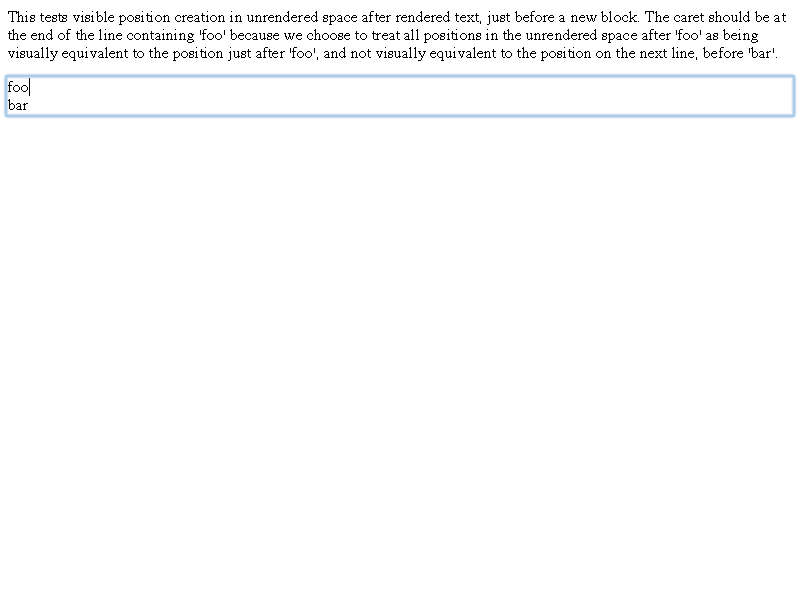 This tests visible position creation in unrendered space after rendered text, just before a new block. The caret should be at
the end of the line containing 'foo' because we choose to treat all positions in the unrendered space after 'foo' as being
visually equivalent to the position just after 'foo', and not visually equivalent to the position on the next line, before 'bar'.
foo
bar